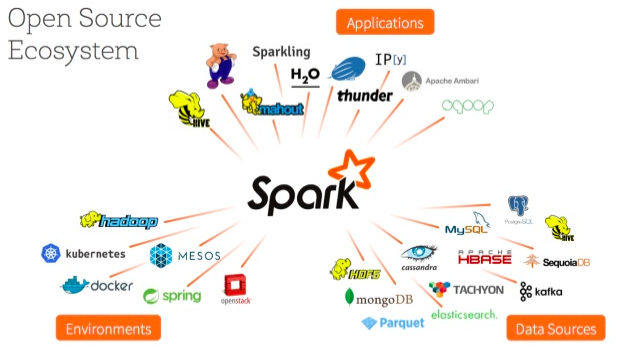 Open Source
Ecosystem
Applications
Sparkling
H2O
IP[y]
Apache Ambari
mahout
thunder
sqoop
HIVE
Spark
hadoop
kubernetes
MESOS
docker
spring
openstack
Environments
PostgreSQL
MySQL
HIVE
cassandra
APACHE
HBASE
SequoiaDB
HDFS
mongoDB
TACHYON
kafka
Parquet
elasticsearch.
Data Sources